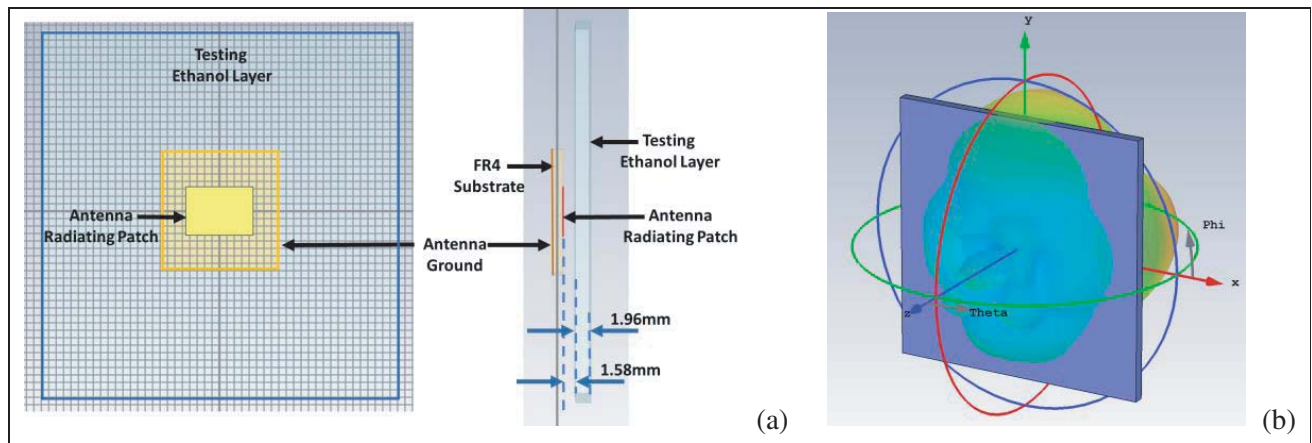 Testing
Ethanol Layer
Antenna
Radiating Patch
Antenna
Ground
FR4
Substrate
Testing
Ethanol Layer
Antenna
Radiating Patch
1.96mm
1.58mm
(a)
y
Phi
x
z
Theta
(b)